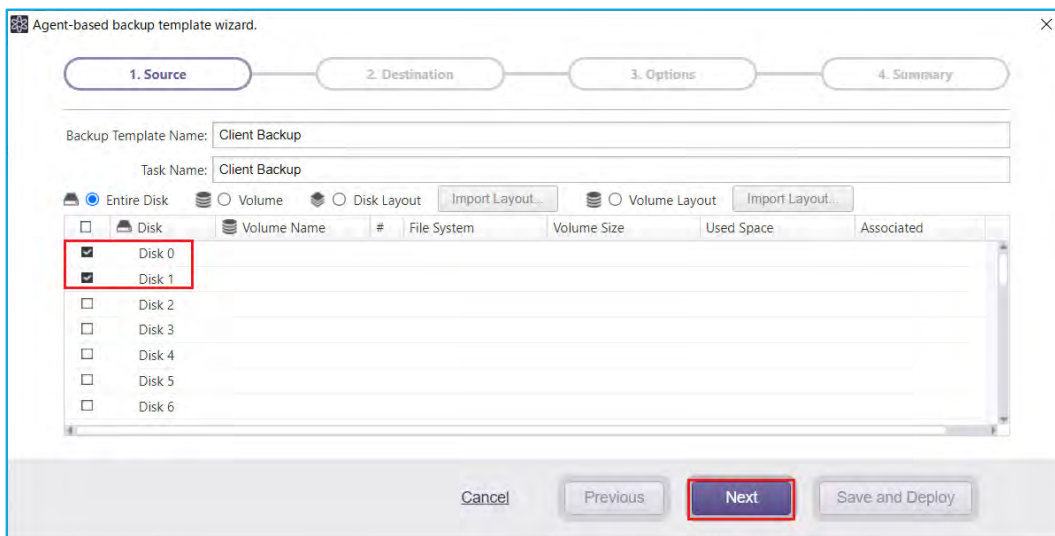 Agent-based backup template wizard.
1. Source 2. Destination 3. Options 4. Summary
Backup Template Name: Client Backup
Task Name: Client Backup
Entire Disk Volume Disk Layout Import Layout... Volume Layout Import Layout...
Disk Volume Name # File System Volume Size Used Space Associated
Disk 0
Disk 1
Disk 2
Disk 3
Disk 4
Disk 5
Disk 6
Cancel Previous Next Save and Deploy